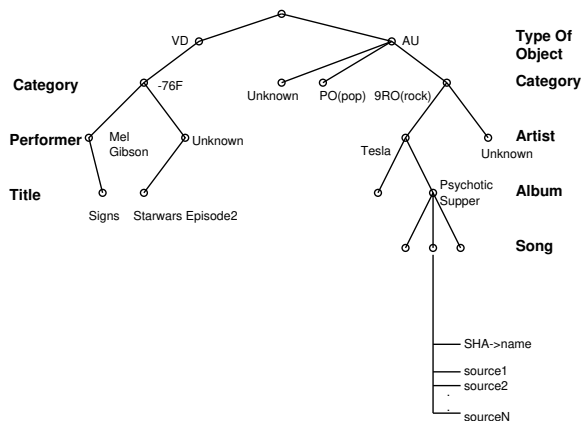 VD
AU
Type Of
Object
Category
-76F
Unknown
PO(pop)
9RO(rock)
Category
Performer
Mel
Gibson
Unknown
Tesla
Unknown
Artist
Title
Signs
Starwars Episode2
Psychotic
Supper
Album
Song
SHA->name
source1
source2
.
.
sourceN